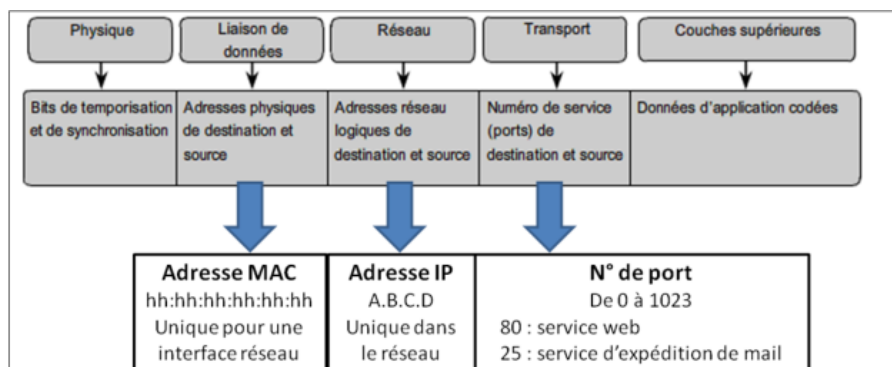 Physique
Liaison de
données
Réseau
Transport
Couches supérieures
Bits de temporisation
et de synchronisation
Adresses physiques
de destination et
source
Adresses réseau
logiques de
destination et source
Numéro de service
(ports) de
destination et source
Données d'application codées
Adresse MAC
hh:hh:hh:hh:hh:hh
Unique pour une
interface réseau
Adresse IP
A.B.C.D
Unique dans
le réseau
N° de port
De 0 à 1023
80 : service web
25 : service d'expédition de mail